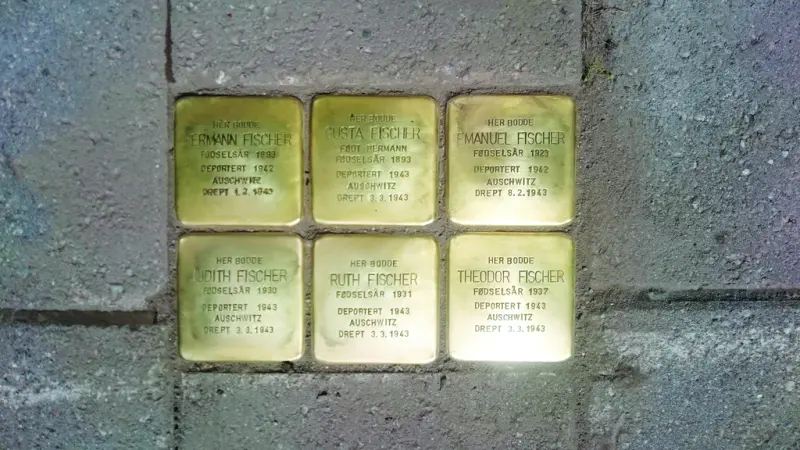 HER BODDE
HERMANN FISCHER
FØDSELSÅR 1893
DEPORTERT 1942
AUSCHWITZ
DREPT 1.2.1943
HER BODDE
GUSTA FISCHER
FØDT HERMANN
FØDSELSÅR 1893
DEPORTERT 1943
AUSCHWITZ
DREPT 3.3.1943
HER BODDE
EMANUEL FISCHER
FØDSELSÅR 1923
DEPORTERT 1942
AUSCHWITZ
DREPT 8.2.1943
HER BODDE
JUDITH FISCHER
FØDSELSÅR 1930
DEPORTERT 1943
AUSCHWITZ
DREPT 3.3.1943
HER BODDE
RUTH FISCHER
FØDSELSÅR 1931
DEPORTERT 1943
AUSCHWITZ
DREPT 3.3.1943
HER BODDE
THEODOR FISCHER
FØDSELSÅR 1937
DEPORTERT 1943
AUSCHWITZ
DREPT 3.3.1943